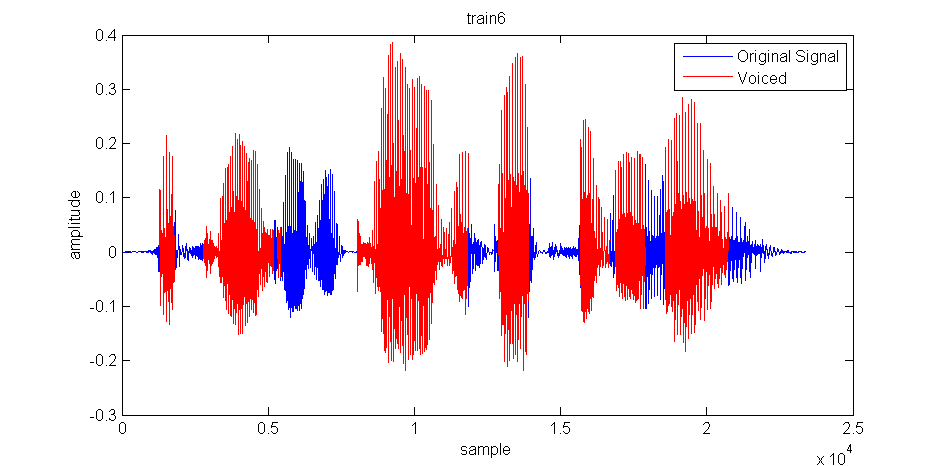 train6
0.4
0.3
0.2
0.1
0
-0.1
-0.2
-0.3
amplitude
Original Signal
Voiced
0 0.5 1 1.5 2 2.5
sample
x 10^4